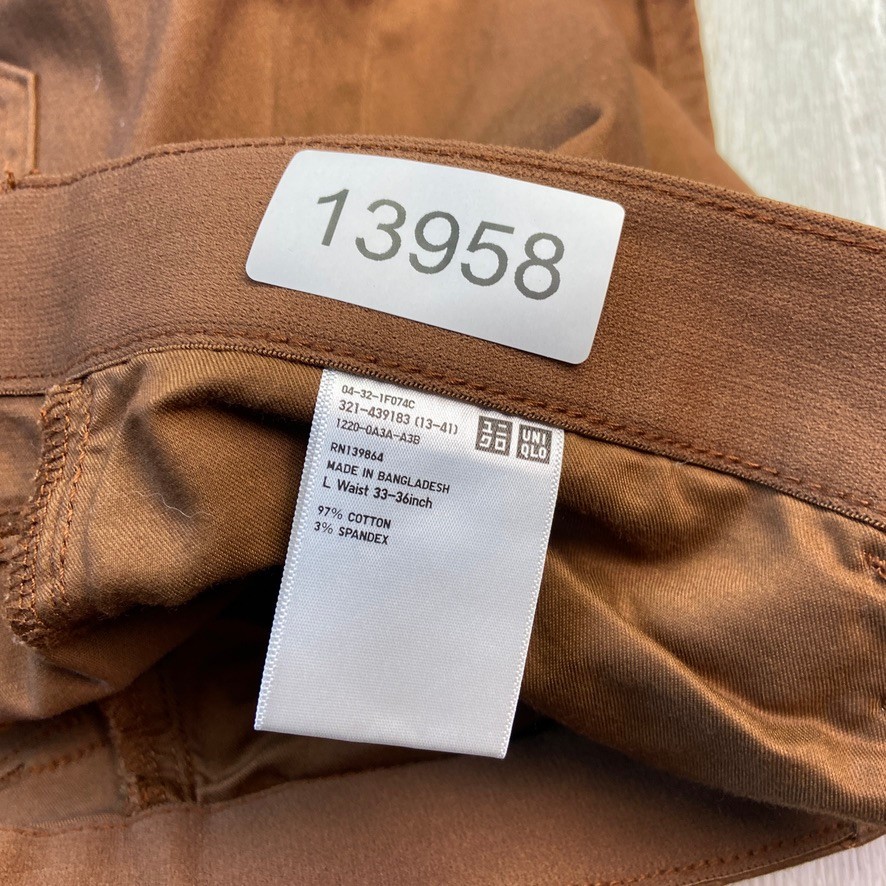 13958
04-32-1F074C
321-439183 (13-41)
1220-0A3A-A3B
ユニ
クロ
UNI
QLO
RN139864
MADE IN BANGLADESH
L Waist 33-36inch
97% COTTON
3% SPANDEX